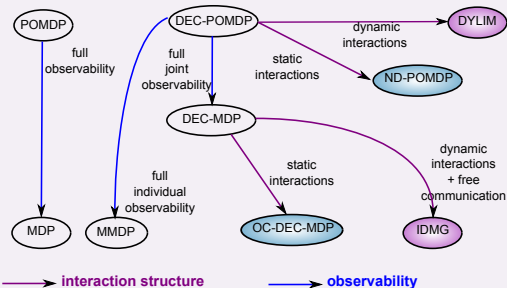 POMDP
DEC-POMDP
DYLIM
dynamic
interactions
full
observability
full
joint
observability
static
interactions
ND-POMDP
DEC-MDP
full
individual
observability
static
interactions
dynamic
interactions
+ free
communication
MDP
MMDP
OC-DEC-MDP
IDMG
interaction structure
observability